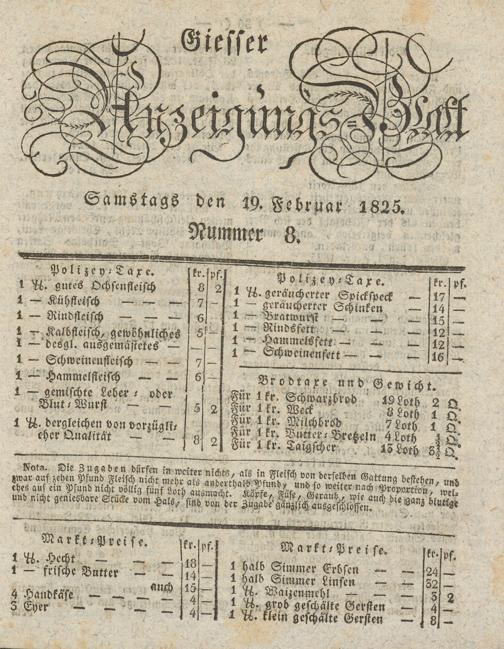 Giesser
Anzeigungs-Blatt
Samstags den 19. Februar 1825.
Nummer 8.
Polizey-Taxe. kr. pf.
1 ℔. gutes Ochsenfleisch 8 2
1 — Kühfleisch — — — 7 —
1 — Rindfleisch — — — 6 —
1 — Kalbfleisch, gewöhnliches 5 —
1 — desgl. ausgemästetes — —
1 — Schweinenfleisch — — 7 —
1 — Hammelfleisch — — 6 —
1 — gemischte Leber- oder
Blut-Wurst — — — 5 2
1 ℔. dergleichen von vorzügli-
cher Qualität — — 8 2
Polizey-Taxe. kr. pf.
1 ℔. geräucherter Spickspeck — 17 —
1 — geräucherter Schinken — 14 —
1 — Bratwurst — — — 15 —
1 — Rindsfett — — — 12 —
1 — Hammelsfett — — — 12 —
1 — Schweinenfett — — — 16 —
Brodtaxe und Gewicht.
Für 1 kr. Schwarzbrod 19 Loth 2 Q
Für 1 kr. Weck 8 Loth 1 Q
Für 1 kr. Milchbrod 7 Loth 1 Q
Für 1 kr. Butter-Bretzeln 4 Loth
Für 1 kr. Taigscher 13 Loth
Nota. Die Zugaben dürfen in weiter nichts, als in Fleisch von derselben Gattung bestehen, und
zwar auf zehen Pfund Fleisch nicht mehr als anderthalb Pfund, und so weiter nach Proportion, wel-
ches auf ein Pfund nicht völlig fünf Loth ausmacht. Köpfe, Füße, Geräuh, wie auch die ganz blutige
und nicht geniesbare Stücke vom Hals, sind von der Zugabe gänzlich ausgeschlossen.
Markt-Preise. kr. pf.
1 ℔. Hecht — — — 18 —
1 — frische Butter — — 14 —
auch 15 —
4 Handkäse — — — — 4 —
3 Eyer — — — — 4 —
Markt-Preise. kr. pf.
1 halb Simmer Erbsen — — 24 —
1 halb Simmer Linsen — — 32 —
1 ℔. Waizenmehl — — — 3 2
1 ℔. grob geschälte Gersten — 4 —
1 ℔. klein geschälte Gersten — 8 —